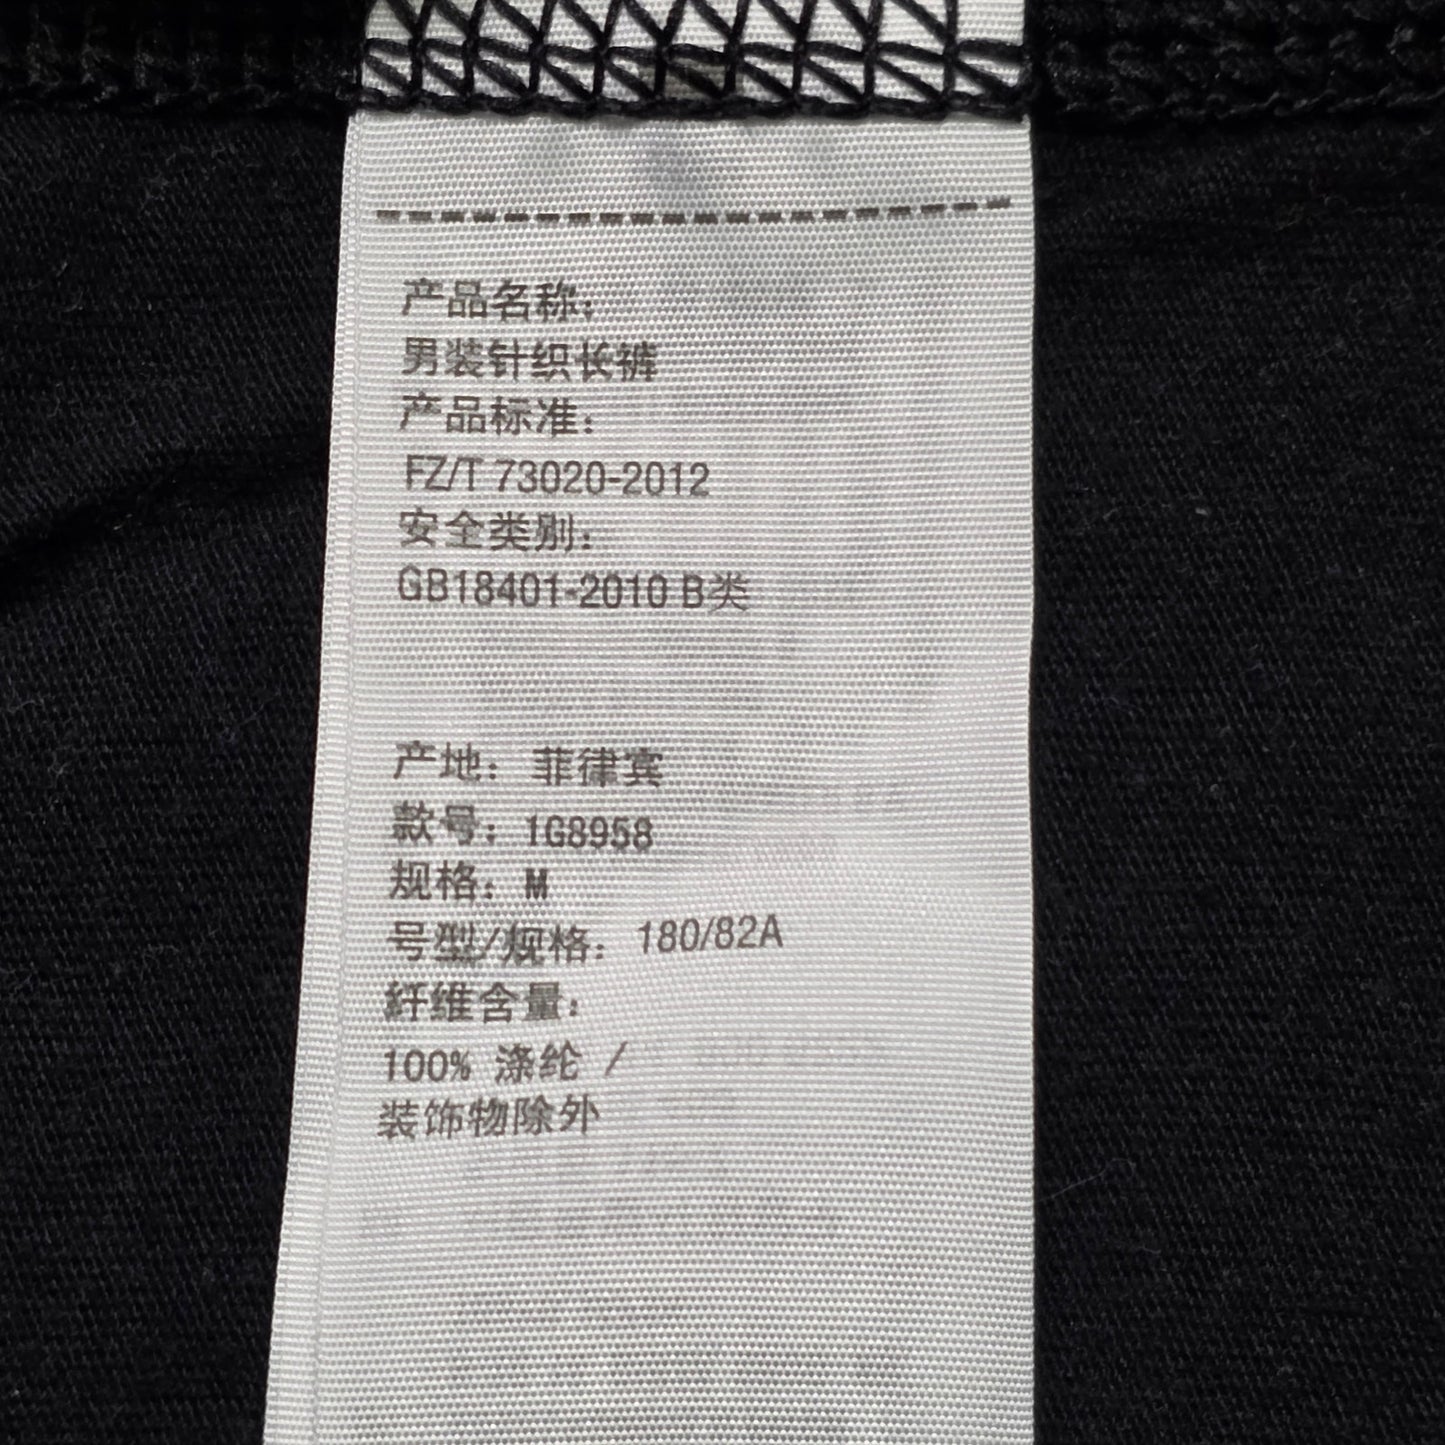 产品名称：
男装针织长裤
产品标准：
FZ/T 73020-2012
安全类别：
GB18401-2010 B类
产地： 菲律宾
款号： 1G8958
规格： M
号型/规格： 180/82A
纤维含量：
100% 涤纶 /
装饰物除外